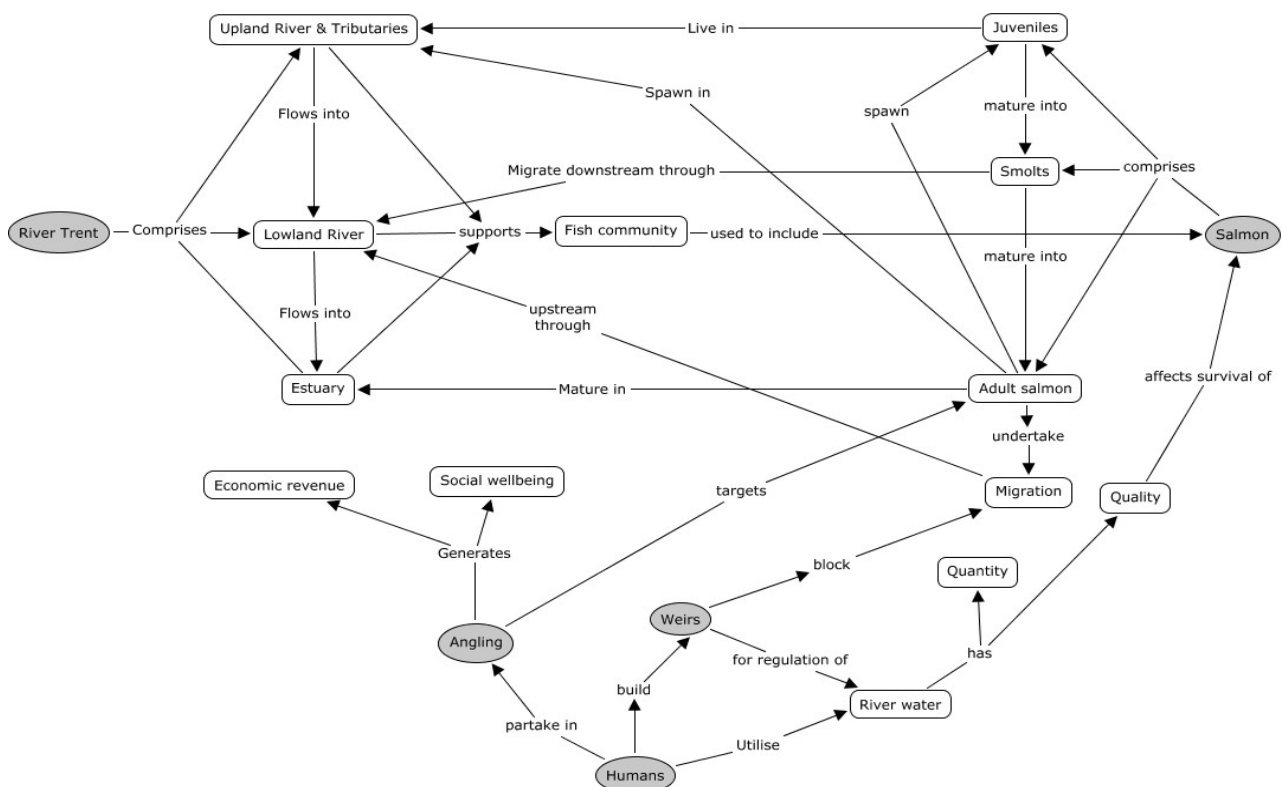 Upland River & Tributaries
Live in
Juveniles
Spawn in
Flows into
spawn
mature into
Migrate downstream through
Smolts
comprises
River Trent
Comprises
Lowland River
supports
Fish community
used to include
Salmon
mature into
Flows into
upstream
through
affects survival of
Estuary
Mature in
Adult salmon
undertake
Economic revenue
Social wellbeing
targets
Migration
Quality
Generates
block
Quantity
Weirs
Angling
for regulation of
has
build
River water
partake in
Utilise
Humans